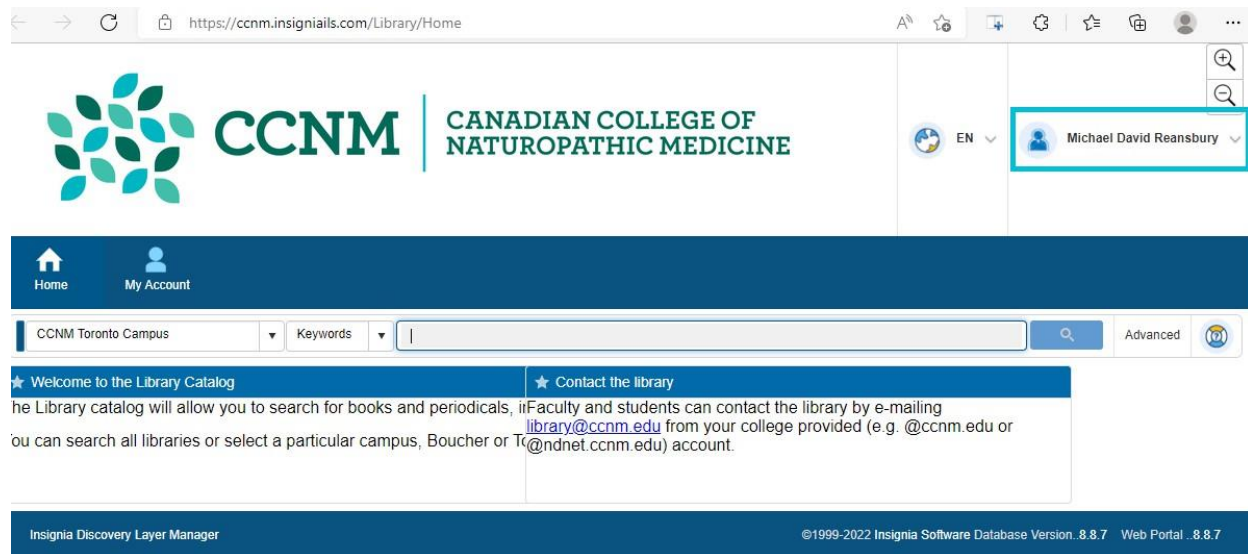 https://ccnm.insigniails.com/Library/Home
CCNM
CANADIAN COLLEGE OF
NATUROPATHIC MEDICINE
EN
Michael David Reansbury
Home
My Account
CCNM Toronto Campus
Keywords
Advanced
Welcome to the Library Catalog
The Library catalog will allow you to search for books and periodicals,
You can search all libraries or select a particular campus, Boucher or
Contact the library
Faculty and students can contact the library by e-mailing
library@ccnm.edu from your college provided (e.g. @ccnm.edu or
@ndnet.ccnm.edu) account.
Insignia Discovery Layer Manager
©1999-2022 Insignia Software Database Version..8.8.7 Web Portal ..8.8.7